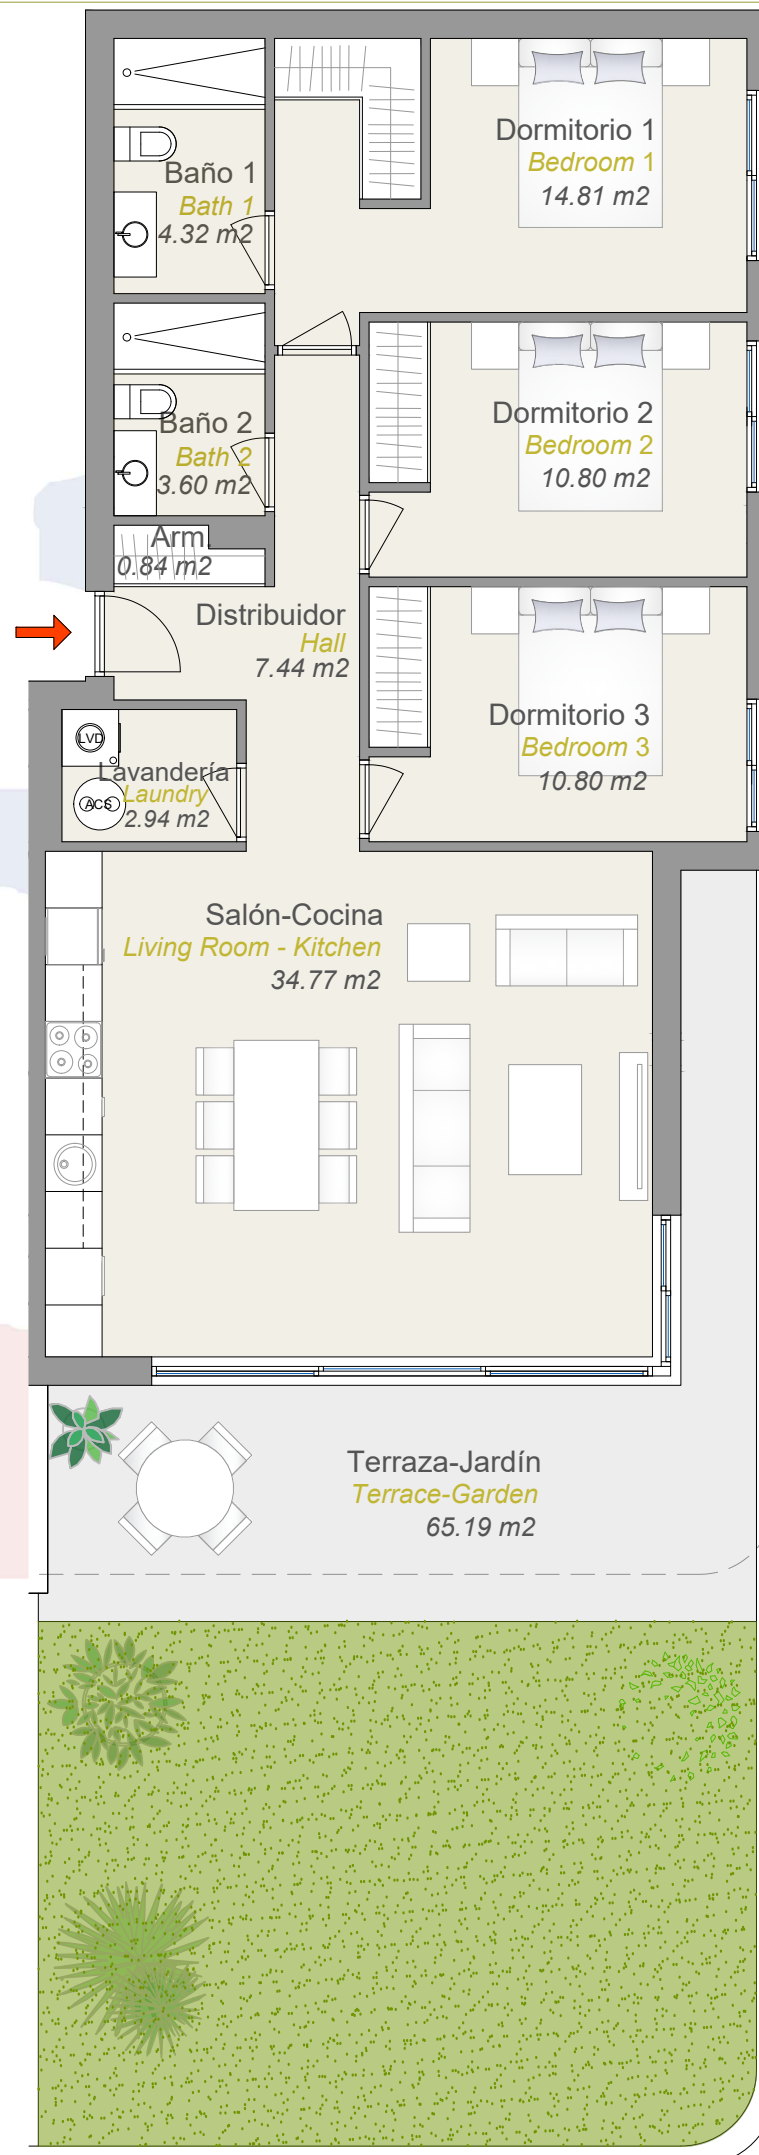 Dormitorio 1
Bedroom 1
14.81 m2
Baño 1
Bath 1
4.32 m2
Dormitorio 2
Bedroom 2
10.80 m2
Baño 2
Bath 2
3.60 m2
Arm.
0.84 m2
Distribuidor
Hall
7.44 m2
Dormitorio 3
Bedroom 3
10.80 m2
LVD
Lavandería
Laundry
ACS
2.94 m2
Salón-Cocina
Living Room - Kitchen
34.77 m2
Terraza-Jardín
Terrace-Garden
65.19 m2